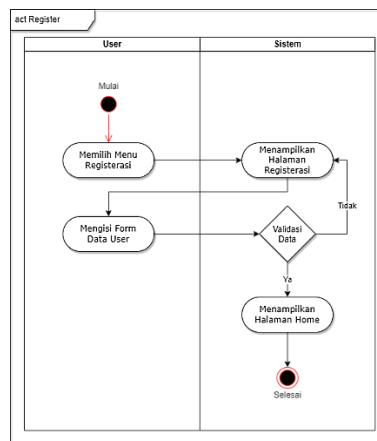 act Register
User
Sistem
Mulai
Memilih Menu
Registerasi
Menampilkan
Halaman
Registerasi
Tidak
Mengisi Form
Data User
Validasi
Data
Ya
Menampilkan
Halaman Home
Selesai